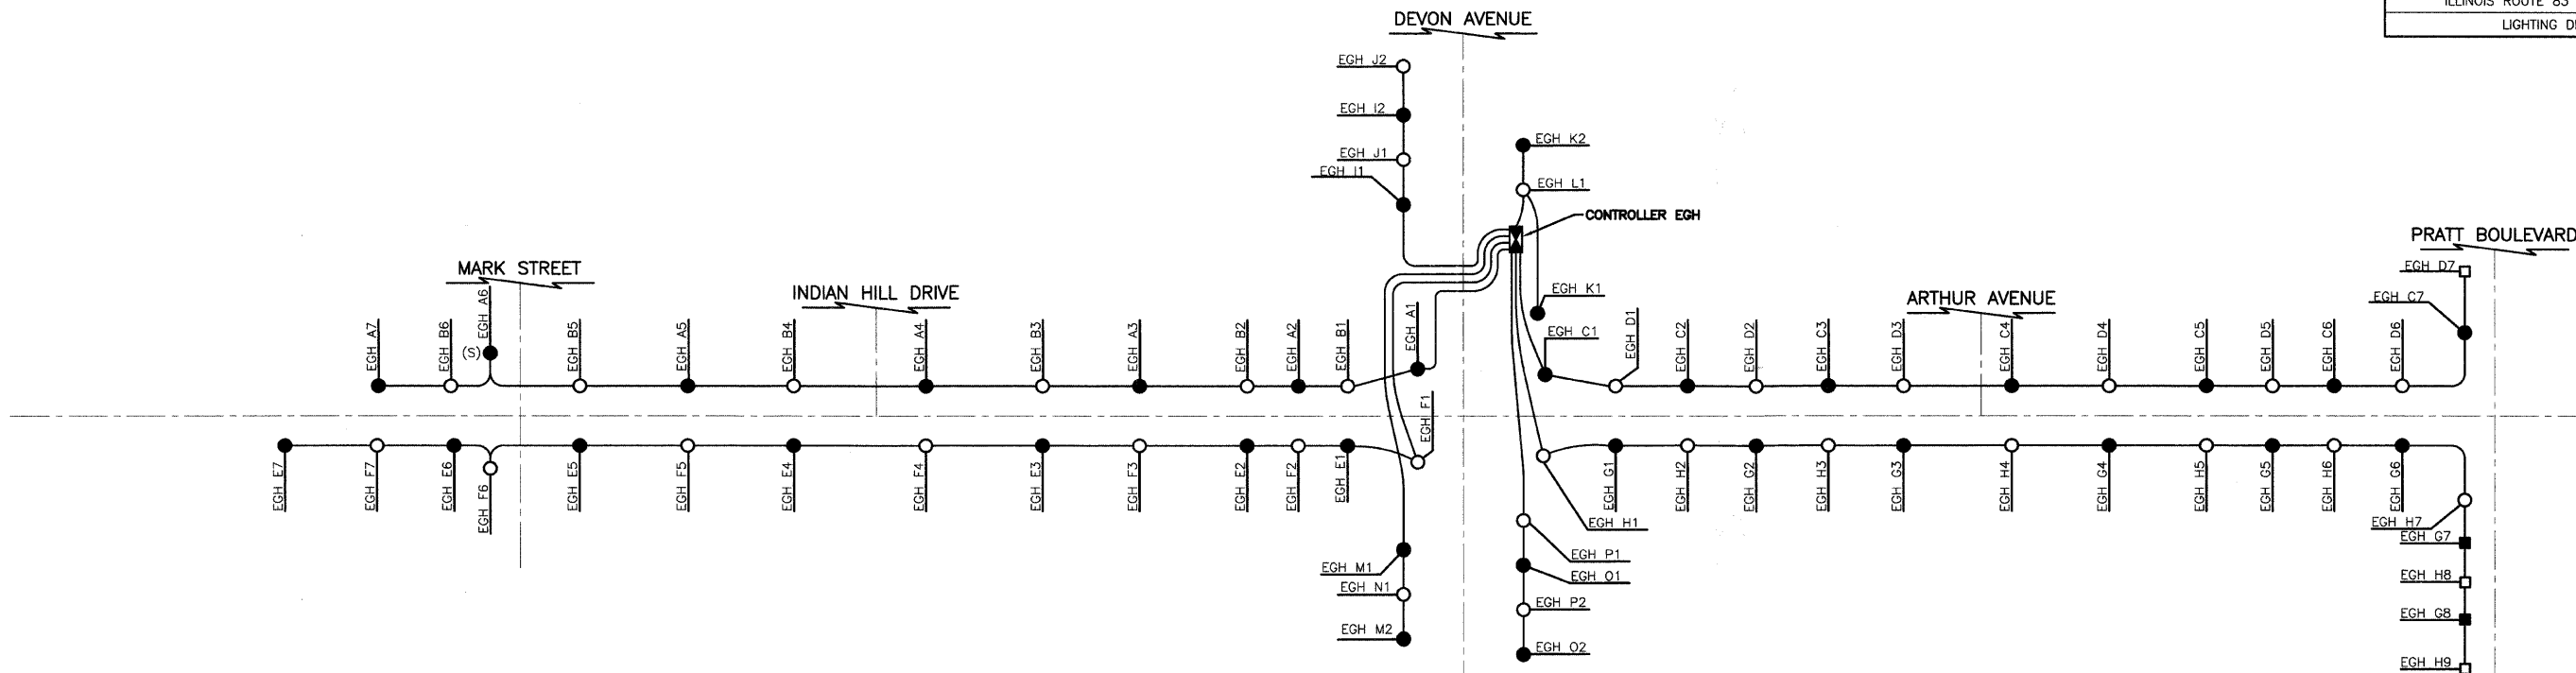 ILLINOIS ROUTE 83
LIGHTING
DEVON AVENUE
EGH J2
EGH I2
EGH J1
EGH I1
EGH K2
EGH L1
CONTROLLER EGH
EGH K1
EGH C1
MARK STREET
INDIAN HILL DRIVE
ARTHUR AVENUE
PRATT BOULEVARD
EGH D7
EGH C7
EGH A7
EGH B6
EGH A6
(S)
EGH B5
EGH A5
EGH B4
EGH A4
EGH B3
EGH A3
EGH B2
EGH A2
EGH B1
EGH A1
EGH D1
EGH C2
EGH D2
EGH C3
EGH D3
EGH C4
EGH D4
EGH C5
EGH D5
EGH C6
EGH D6
EGH E7
EGH F7
EGH E6
EGH F6
EGH E5
EGH F5
EGH E4
EGH F4
EGH E3
EGH F3
EGH E2
EGH F2
EGH E1
EGH F1
EGH G1
EGH H2
EGH G2
EGH H3
EGH G3
EGH H4
EGH G4
EGH H5
EGH G5
EGH H6
EGH G6
EGH H1
EGH P1
EGH O1
EGH P2
EGH O2
EGH M1
EGH N1
EGH M2
EGH H7
EGH G7
EGH H8
EGH G8
EGH H9